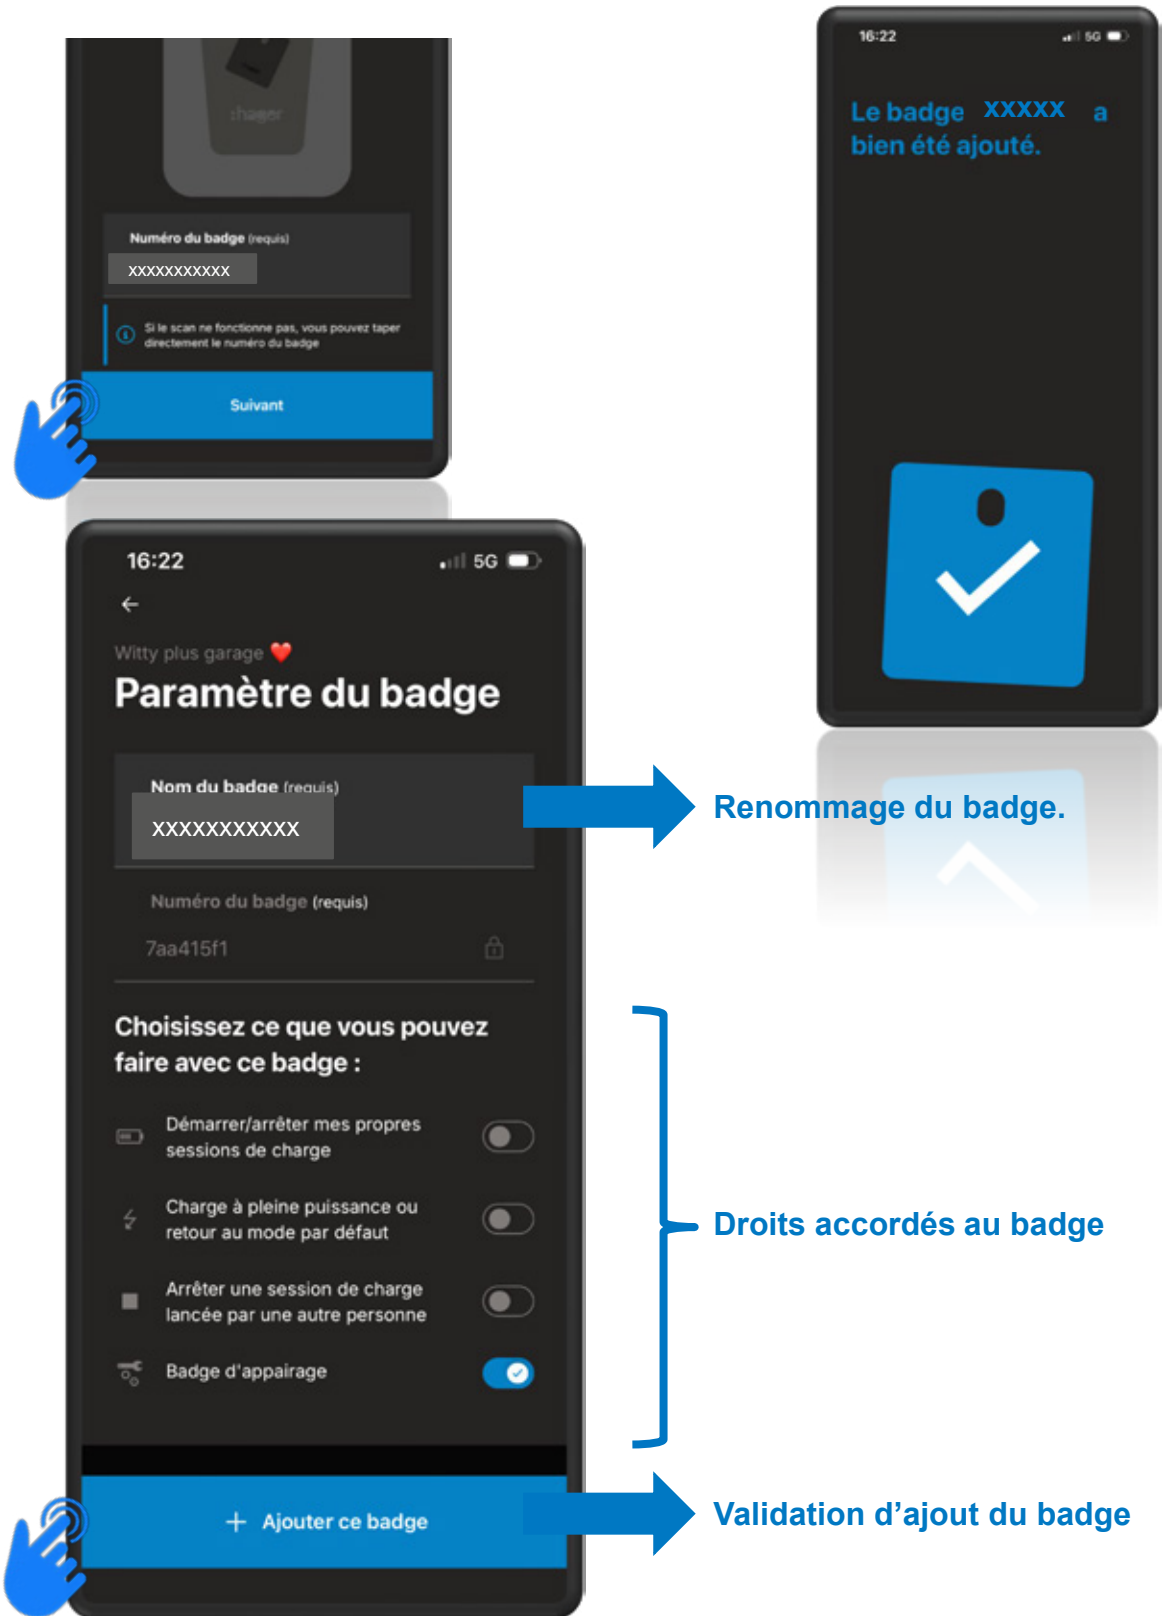 :hager
Numéro du badge (requis)
xxxxxxxxxxx
Si le scan ne fonctionne pas, vous pouvez taper
directement le numéro du badge
Suivant
16:22
5G
Le badge XXXXX a
bien été ajouté.
16:22
5G
Witty plus garage
Paramètre du badge
Nom du badge (requis)
xxxxxxxxxxx
Numéro du badge (requis)
7aa415f1
Choisissez ce que vous pouvez
faire avec ce badge :
Démarrer/arrêter mes propres
sessions de charge
Charge à pleine puissance ou
retour au mode par défaut
Arrêter une session de charge
lancée par une autre personne
Badge d'appairage
+ Ajouter ce badge
Renommage du badge.
Droits accordés au badge
Validation d’ajout du badge